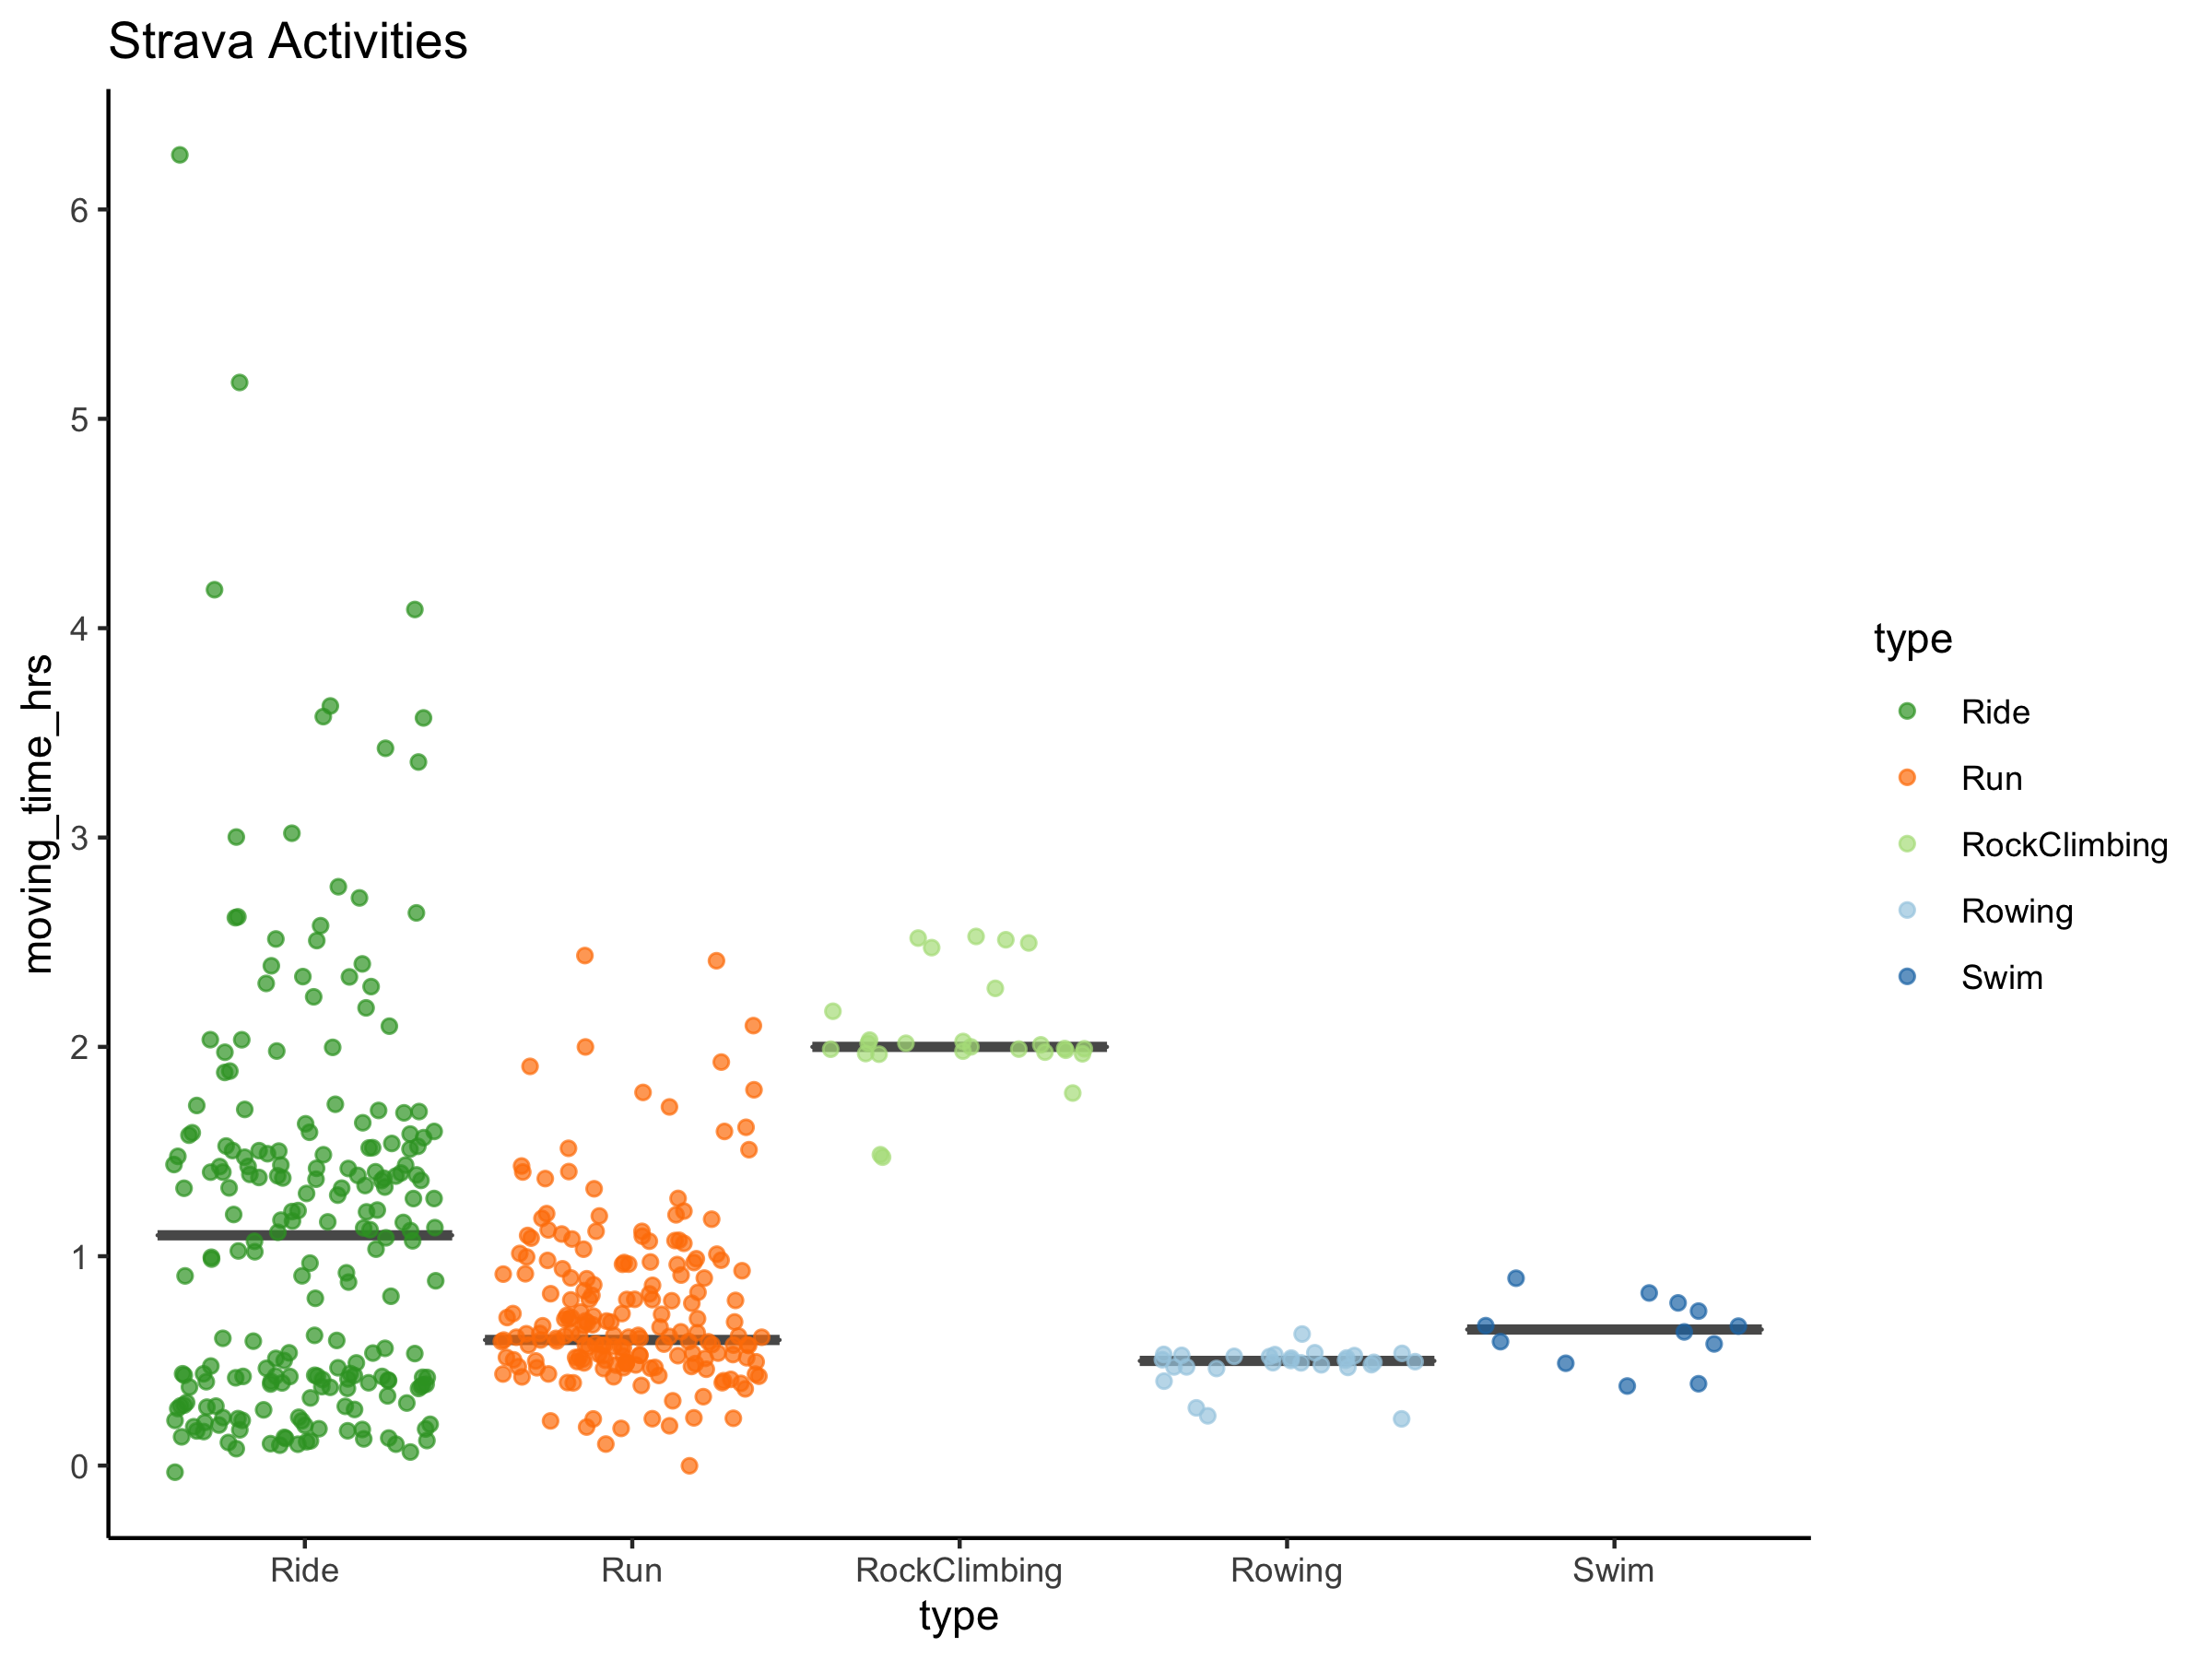 Strava Activities
moving_time_hrs
6
5
4
3
2
1
0
Ride
Run
RockClimbing
Rowing
Swim
type
type
Ride
Run
RockClimbing
Rowing
Swim